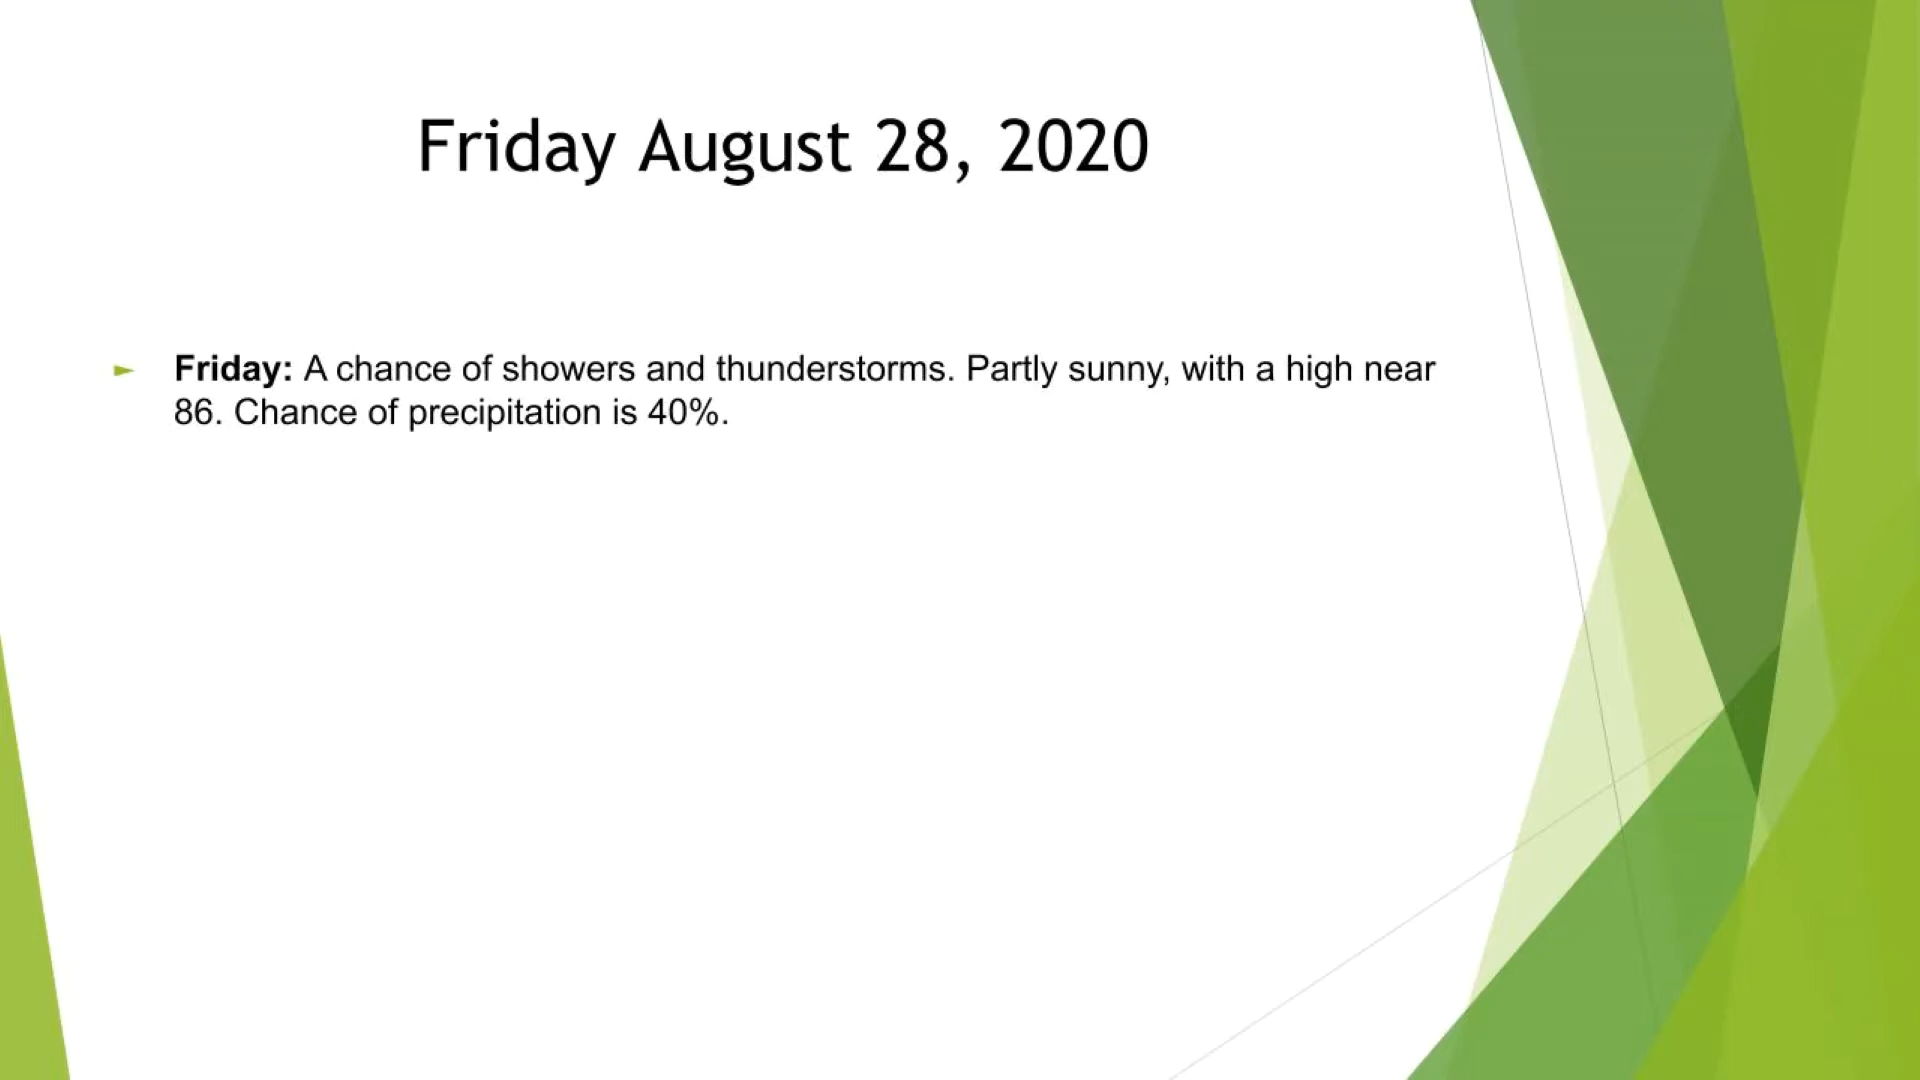 Friday August 28, 2020
Friday: A chance of showers and thunderstorms. Partly sunny, with a high near
86. Chance of precipitation is 40%.